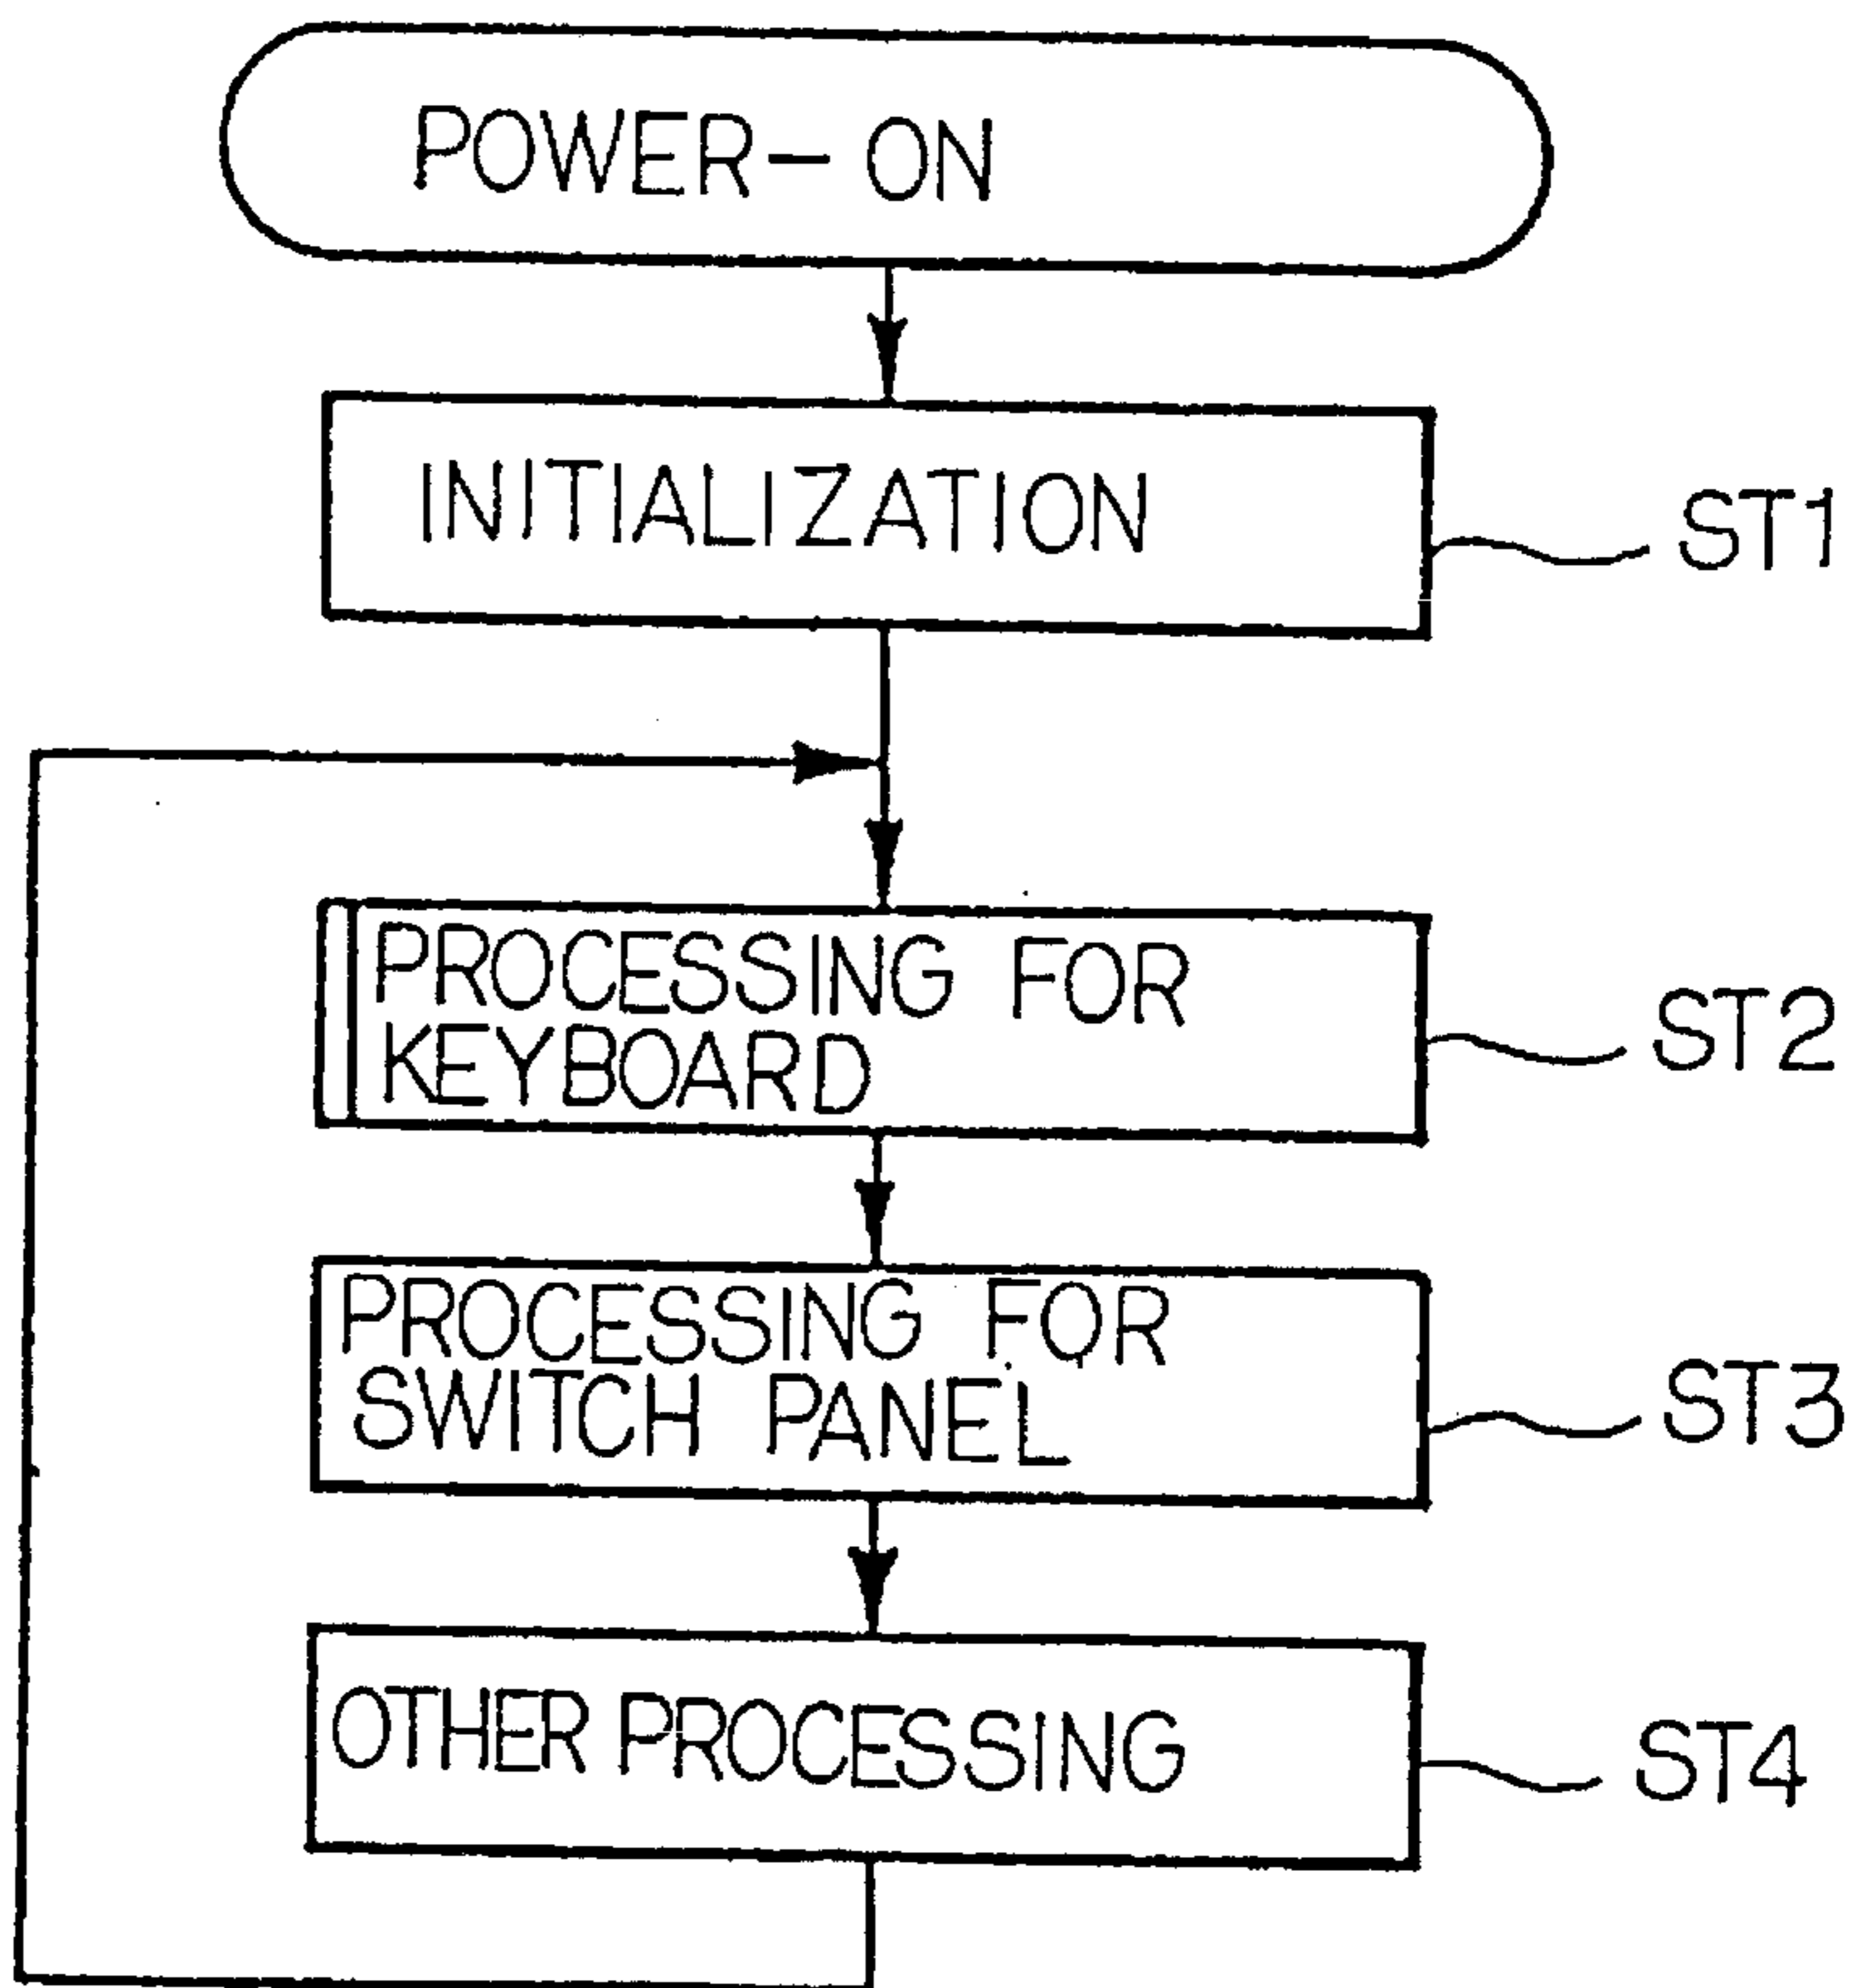 POWER-ON
INITIALIZATION
ST1
PROCESSING FOR
KEYBOARD
ST2
PROCESSING FOR
SWITCH PANEL
ST3
OTHER PROCESSING
ST4